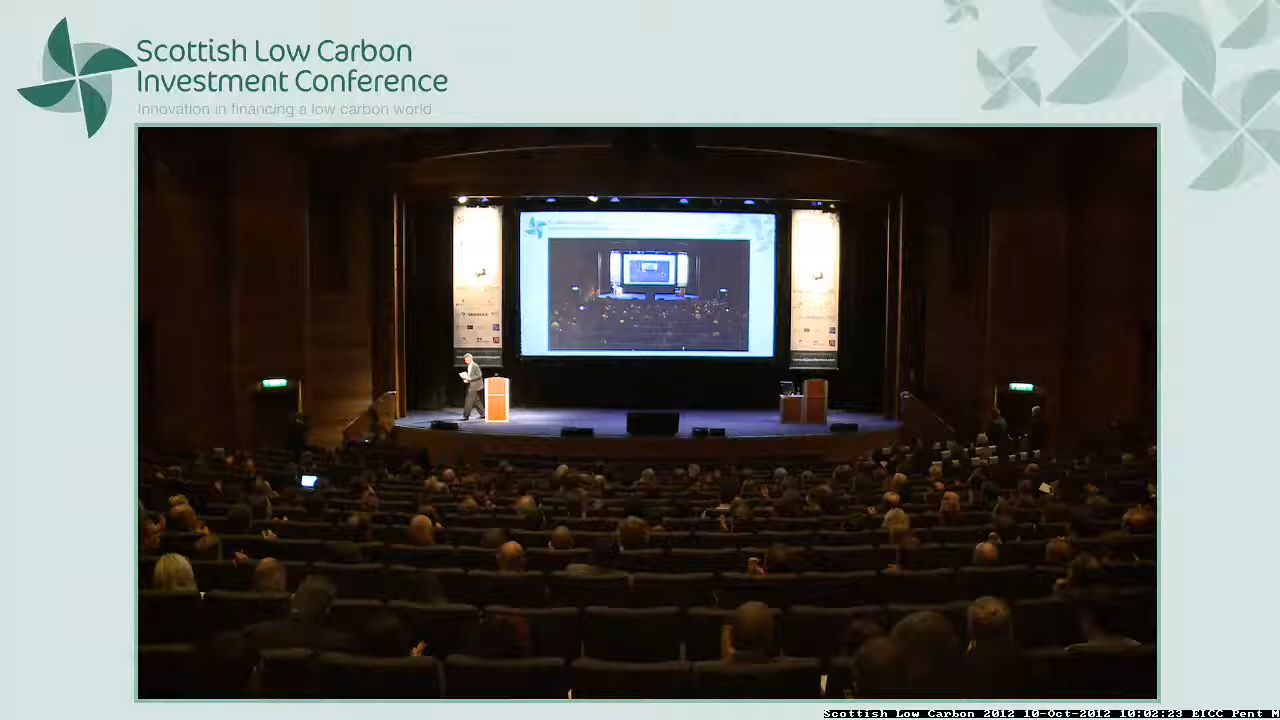 Scottish Low Carbon
Investment Conference
Innovation in financing a low carbon world
Scottish Low Carbon 2012 10-Oct-2012 10:02:23 EICC Pent M